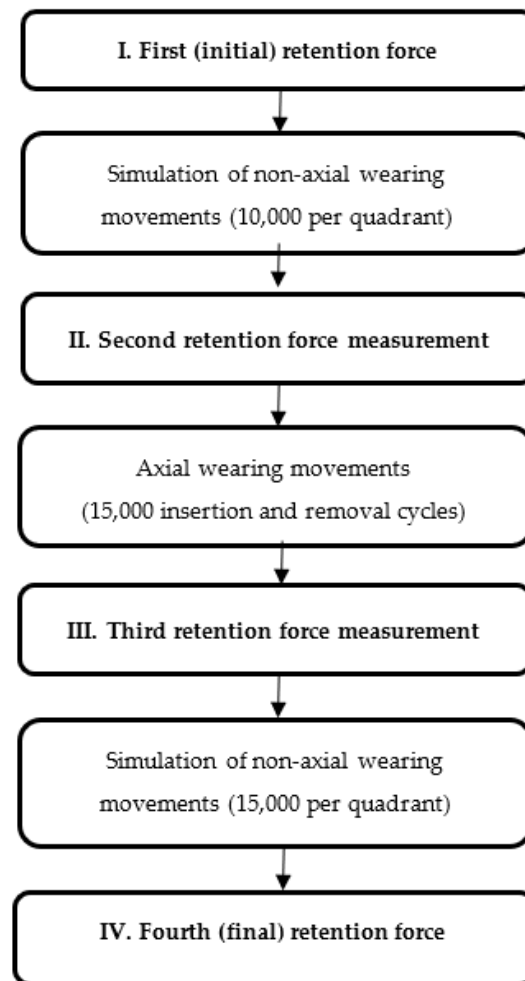 I. First (initial) retention force
Simulation of non-axial wearing
movements (10,000 per quadrant)
II. Second retention force measurement
Axial wearing movements
(15,000 insertion and removal cycles)
III. Third retention force measurement
Simulation of non-axial wearing
movements (15,000 per quadrant)
IV. Fourth (final) retention force